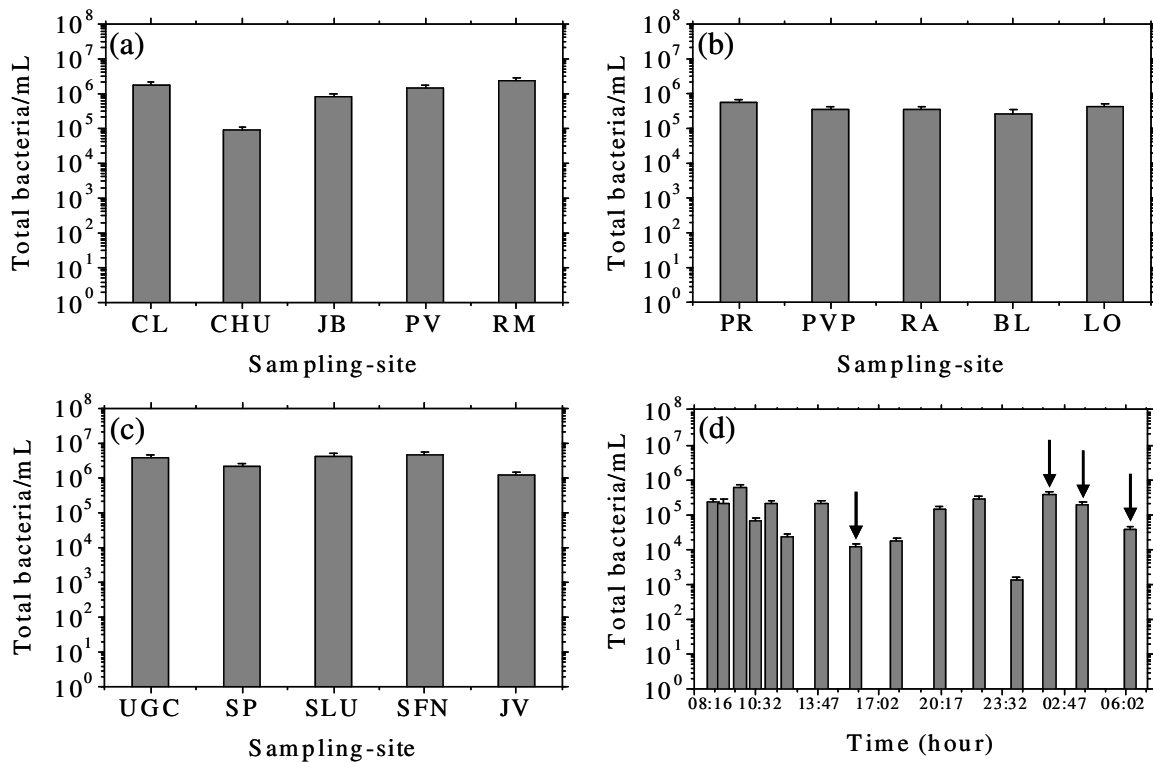 (a)
Total bacteria/mL
10^8
10^7
10^6
10^5
10^4
10^3
10^2
10^1
10^0
CL CHU JB PV RM
Sampling-site
(b)
Total bacteria/mL
10^8
10^7
10^6
10^5
10^4
10^3
10^2
10^1
10^0
PR PVP RA BL LO
Sampling-site
(c)
Total bacteria/mL
10^8
10^7
10^6
10^5
10^4
10^3
10^2
10^1
10^0
UGC SP SLU SFN JV
Sampling-site
(d)
Total bacteria/mL
10^8
10^7
10^6
10^5
10^4
10^3
10^2
10^1
10^0
08:16 10:32 13:47 17:02 20:17 23:32 02:47 06:02
Time (hour)